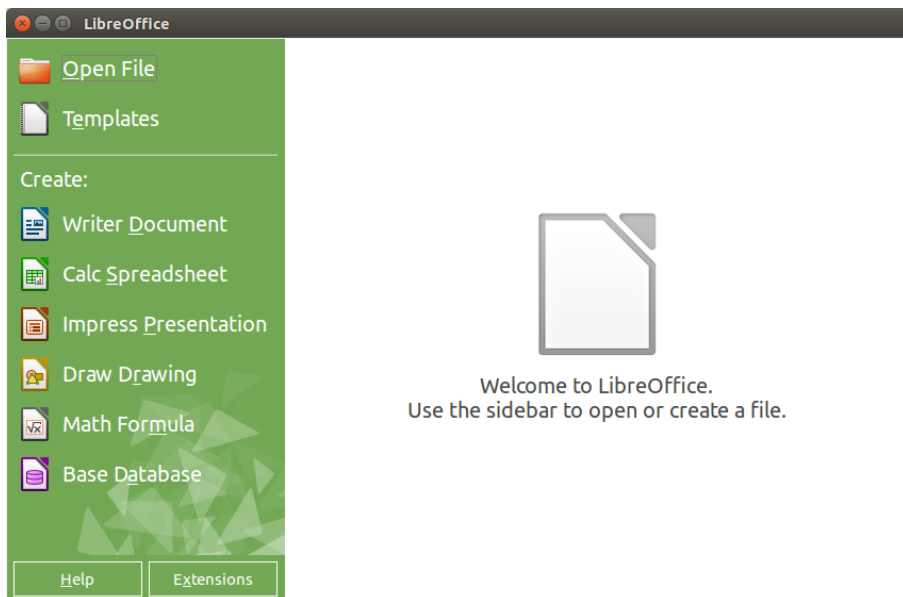 LibreOffice
Open File
Templates
Create:
Writer Document
Calc Spreadsheet
Impress Presentation
Draw Drawing
Math Formula
Base Database
Help
Extensions
Welcome to LibreOffice.
Use the sidebar to open or create a file.